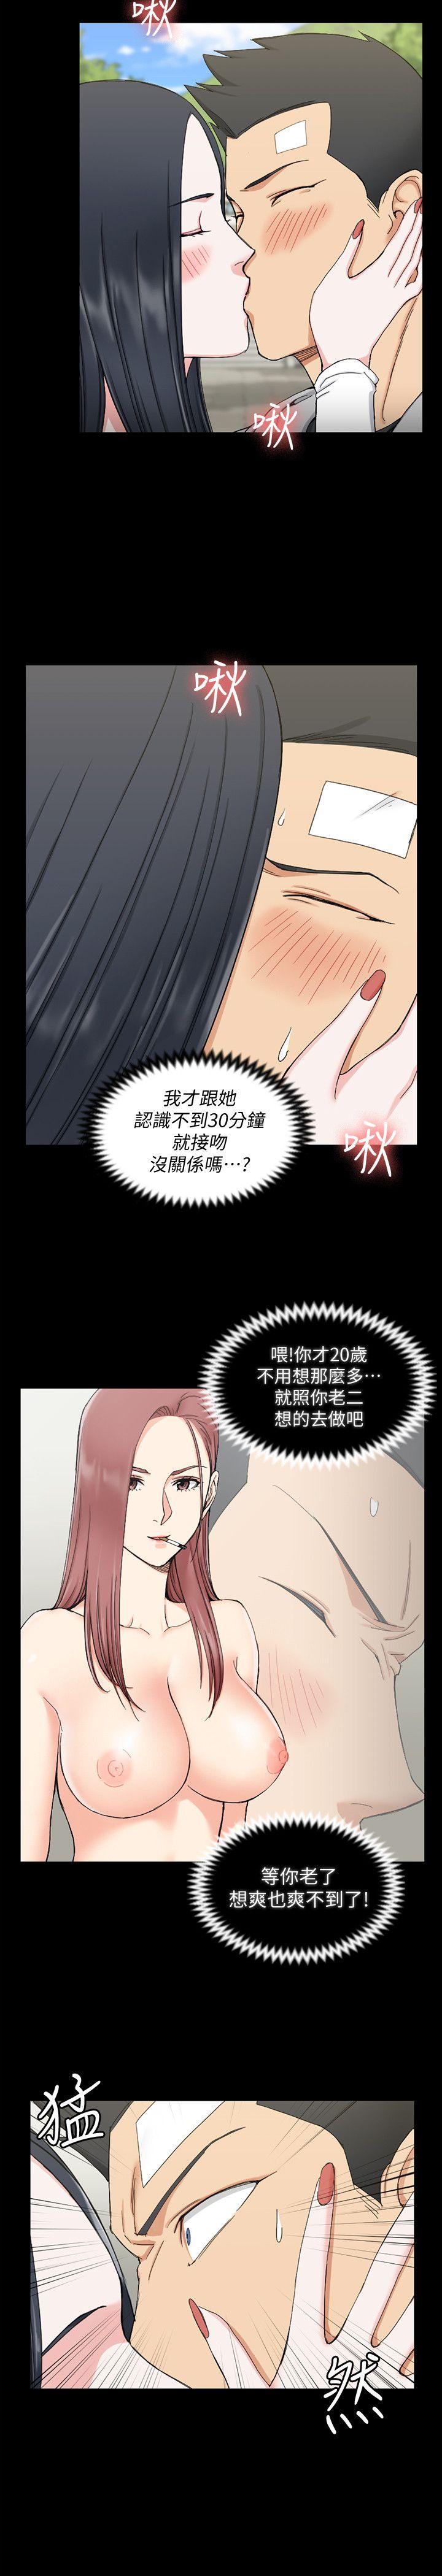 啾
啾
啾
我才跟她
認識不到30分鐘
就接吻
沒關係嗎…?
啾
喂!你才20歲
不用想那麼多…
就照你老二
想的去做吧
等你老了
想爽也爽不到了!
猛
然